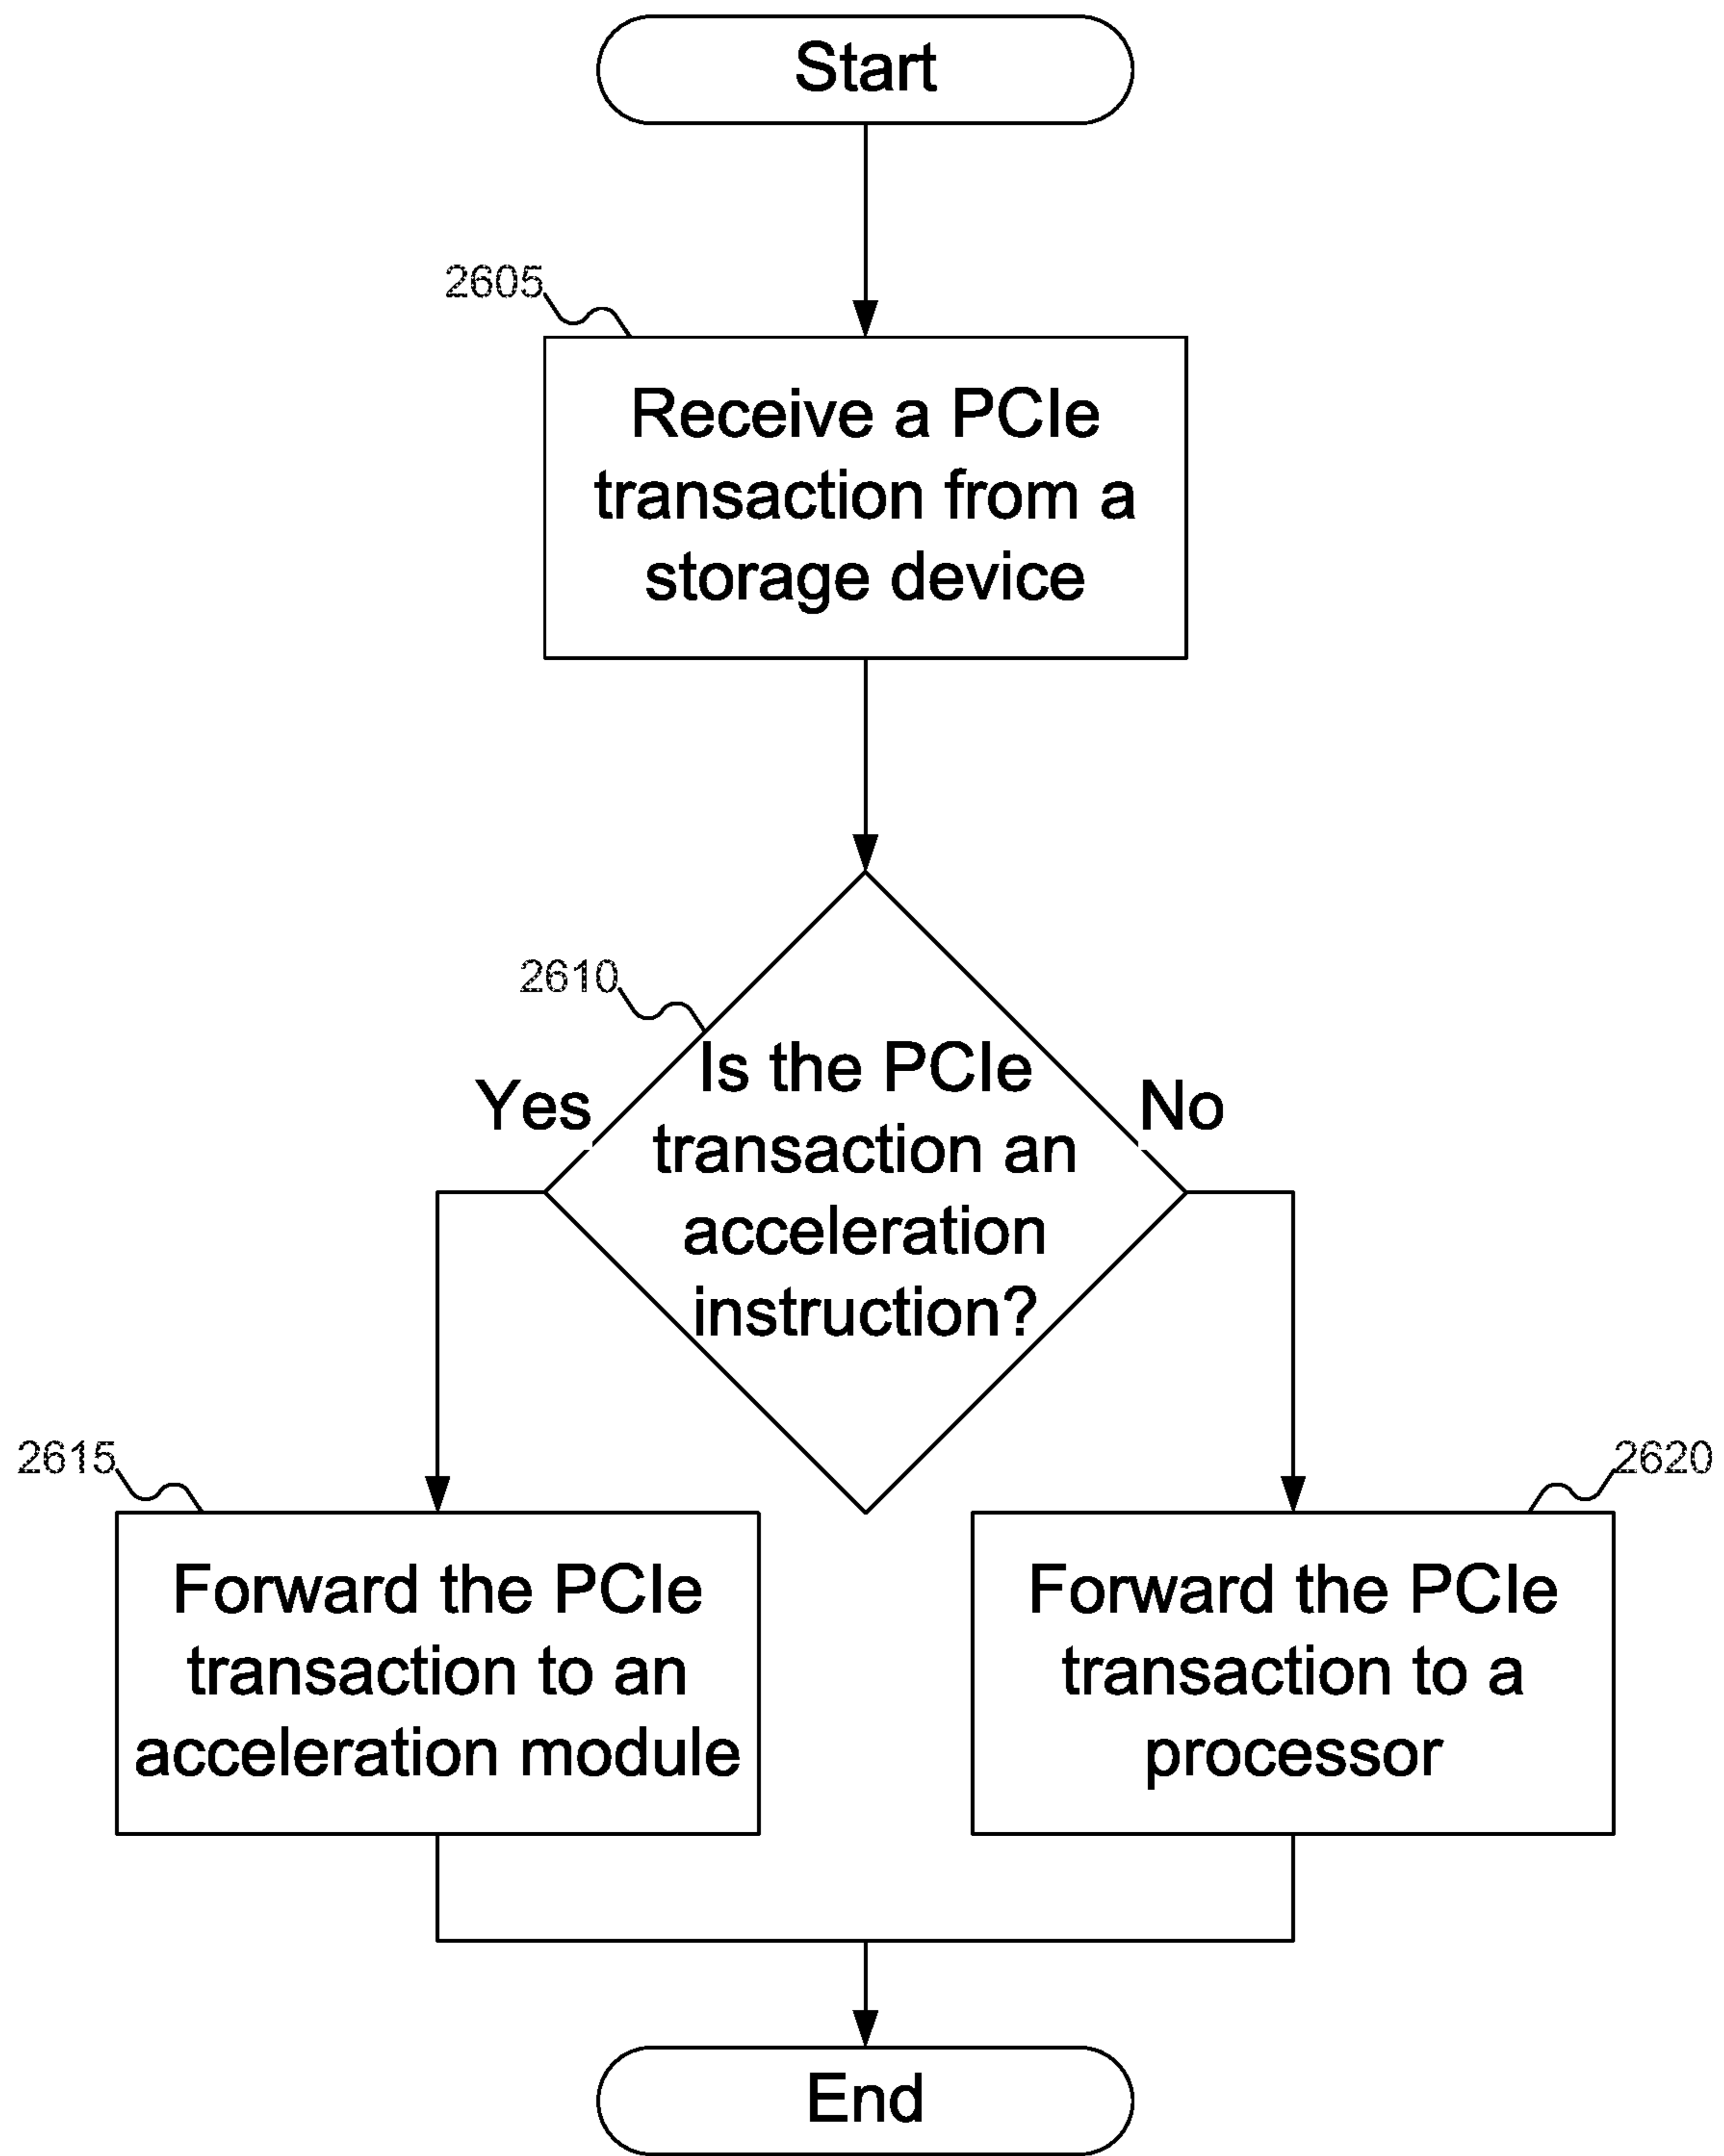 Start
2605
Receive a PCIe
transaction from a
storage device
2610
Is the PCIe
transaction an
acceleration
instruction?
Yes
No
2615
Forward the PCIe
transaction to an
acceleration module
2620
Forward the PCIe
transaction to a
processor
End